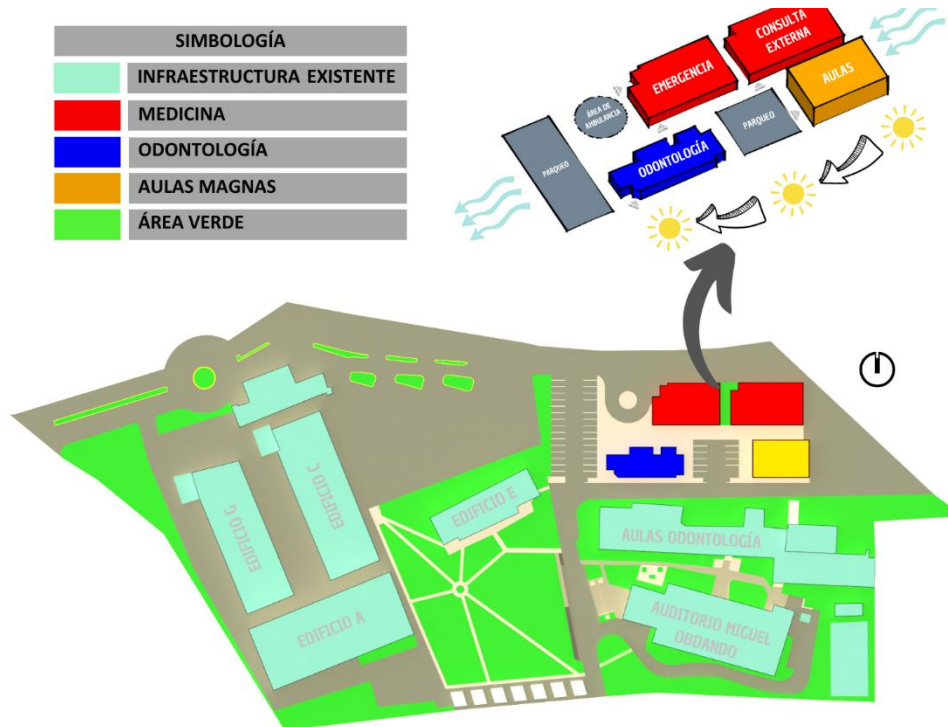 SIMBOLOGÍA
INFRAESTRUCTURA EXISTENTE
MEDICINA
ODONTOLOGÍA
AULAS MAGNAS
ÁREA VERDE
CONSULTA
EXTERNA
EMERGENCIA
AULAS
ÁREA DE
AMBULANCIA
PARQUEO
PARQUEO
ODONTOLOGÍA
EDIFICIO C
EDIFICIO G
EDIFICIO E
EDIFICIO A
AULAS ODONTOLOGÍA
AUDITORIO MIGUEL
OBDANDO